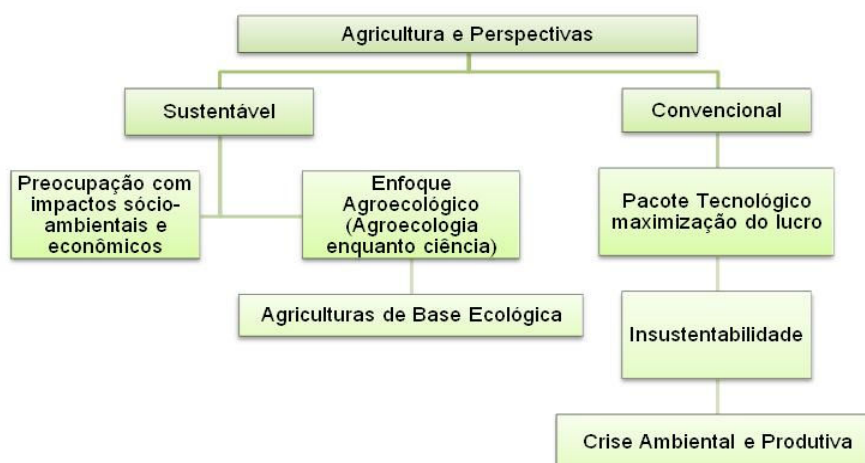 Agricultura e Perspectivas
Sustentável
Convencional
Preocupação com
impactos sócio-
ambientais e
econômicos
Enfoque
Agroecológico
(Agroecologia
enquanto ciência)
Pacote Tecnológico
maximização do lucro
Agriculturas de Base Ecológica
Insustentabilidade
Crise Ambiental e Produtiva